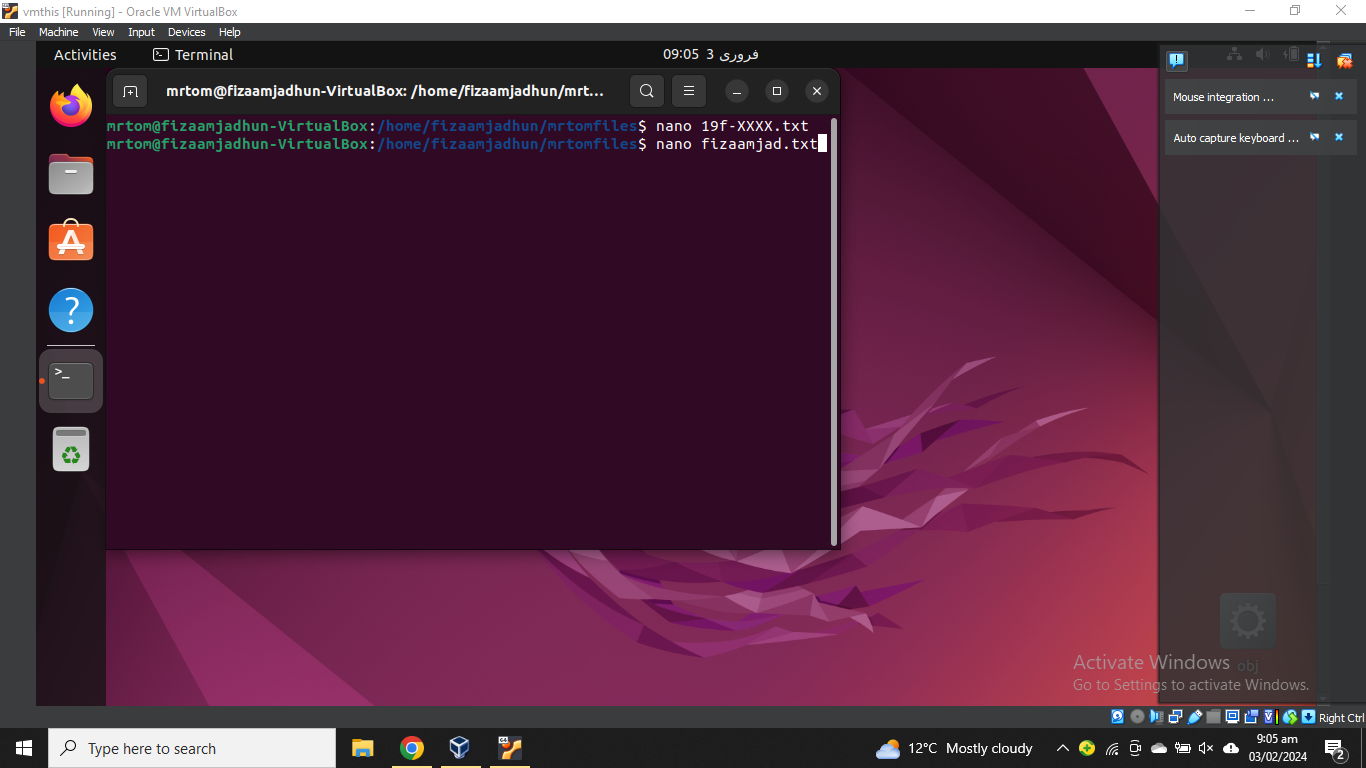 vmthis [Running] - Oracle VM VirtualBox
File Machine View Input Devices Help
Activities Terminal 09:05 3 فروری
mrtom@fizaamjadhun-VirtualBox: /home/fizaamjadhun/mrt...
mrtom@fizaamjadhun-VirtualBox:/home/fizaamjadhun/mrtomfiles$ nano 19f-XXXX.txt
mrtom@fizaamjadhun-VirtualBox:/home/fizaamjadhun/mrtomfiles$ nano fizaamjad.txt
>_
Mouse integration ...
Auto capture keyboard ...
obj
Activate Windows
Go to Settings to activate Windows.
Right Ctrl
Type here to search
64
12°C Mostly cloudy
9:05 am
03/02/2024
2